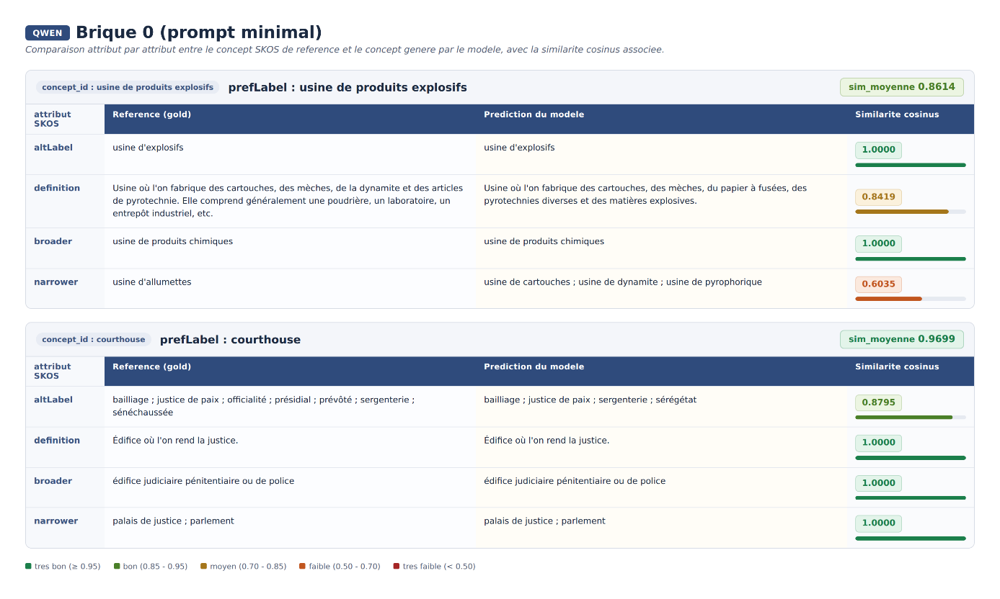 QWEN Brique 0 (prompt minimal)
Comparaison attribut par attribut entre le concept SKOS de reference et le concept genere par le modele, avec la similarite cosinus associee.
concept_id : usine de produits explosifs prefLabel : usine de produits explosifs sim_moyenne 0.8614
attribut SKOS Reference (gold) Prediction du modele Similarite cosinus
altLabel usine d'explosifs usine d'explosifs 1.0000
definition Usine où l'on fabrique des cartouches, des mèches, de la dynamite et des articles de pyrotechnie. Elle comprend généralement une poudrière, un laboratoire, un entrepôt industriel, etc. Usine où l'on fabrique des cartouches, des mèches, du papier à fusées, des pyrotechnies diverses et des matières explosives. 0.8419
broader usine de produits chimiques usine de produits chimiques 1.0000
narrower usine d'allumettes usine de cartouches ; usine de dynamite ; usine de pyrophorique 0.6035
concept_id : courthouse prefLabel : courthouse sim_moyenne 0.9699
attribut SKOS Reference (gold) Prediction du modele Similarite cosinus
altLabel bailliage ; justice de paix ; officialité ; présidial ; prévôté ; sergenterie ; sénéchaussée bailliage ; justice de paix ; sergenterie ; sérégétat 0.8795
definition Édifice où l'on rend la justice. Édifice où l'on rend la justice. 1.0000
broader édifice judiciaire pénitentiaire ou de police édifice judiciaire pénitentiaire ou de police 1.0000
narrower palais de justice ; parlement palais de justice ; parlement 1.0000
tres bon (≥ 0.95) bon (0.85 - 0.95) moyen (0.70 - 0.85) faible (0.50 - 0.70) tres faible (< 0.50)